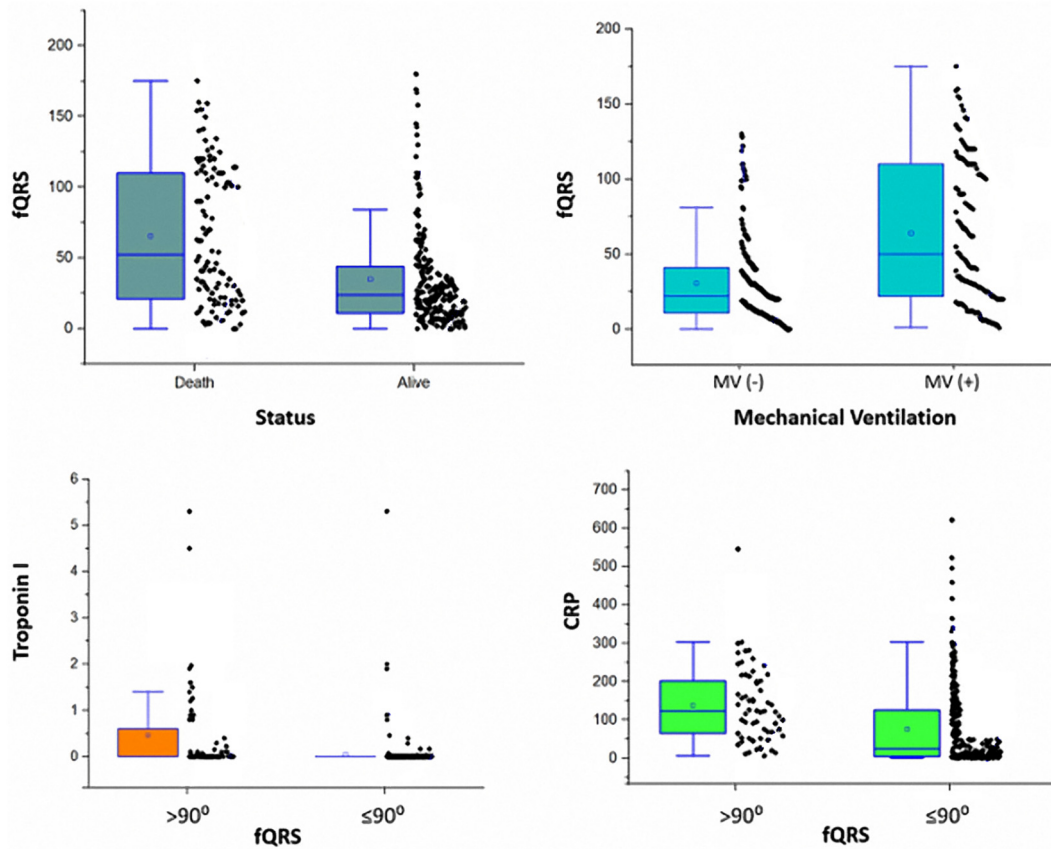 fQRS
200
150
100
50
0
Death Alive
Status
fQRS
200
150
100
50
0
MV (-) MV (+)
Mechanical Ventilation
Troponin I
6
5
4
3
2
1
0
>90⁰ ≤90⁰
fQRS
CRP
700
600
500
400
300
200
100
0
>90⁰ ≤90⁰
fQRS